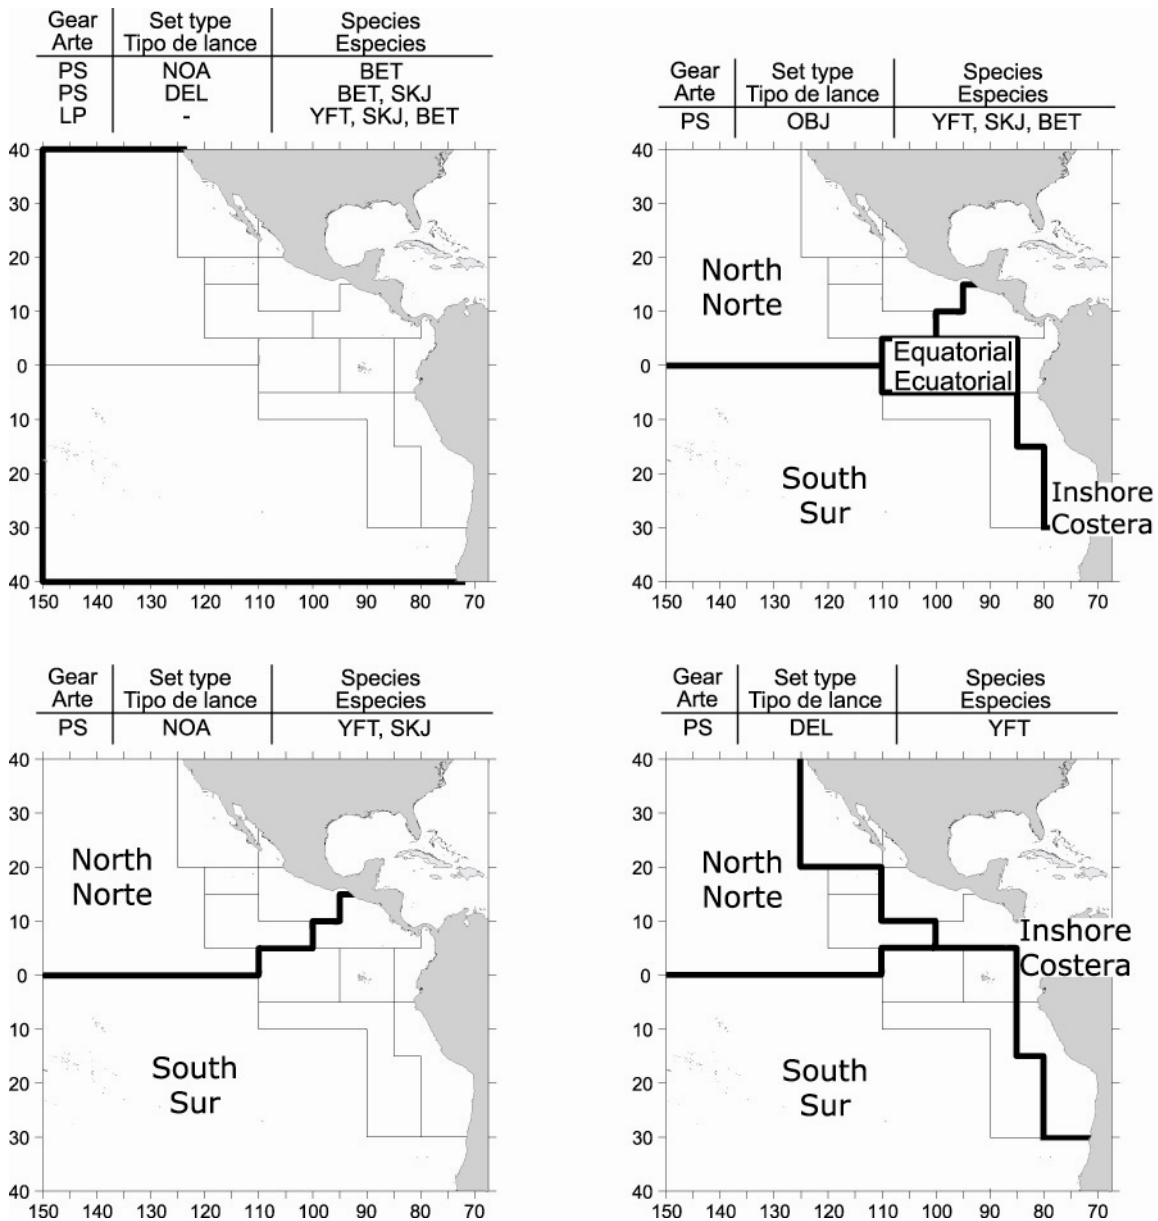 Gear Set type Species
Arte Tipo de lance Especies
PS NOA BET
PS DEL BET, SKJ
LP - YFT, SKJ, BET
40
30
20
10
0
10
20
30
40
150 140 130 120 110 100 90 80 70
Gear Set type Species
Arte Tipo de lance Especies
PS OBJ YFT, SKJ, BET
40
30
20
10
0
10
20
30
40
North
Norte
Equatorial
Ecuatorial
South
Sur
Inshore
Costera
150 140 130 120 110 100 90 80 70
Gear Set type Species
Arte Tipo de lance Especies
PS NOA YFT, SKJ
40
30
20
10
0
10
20
30
40
North
Norte
South
Sur
150 140 130 120 110 100 90 80 70
Gear Set type Species
Arte Tipo de lance Especies
PS DEL YFT
40
30
20
10
0
10
20
30
40
North
Norte
Inshore
Costera
South
Sur
150 140 130 120 110 100 90 80 70